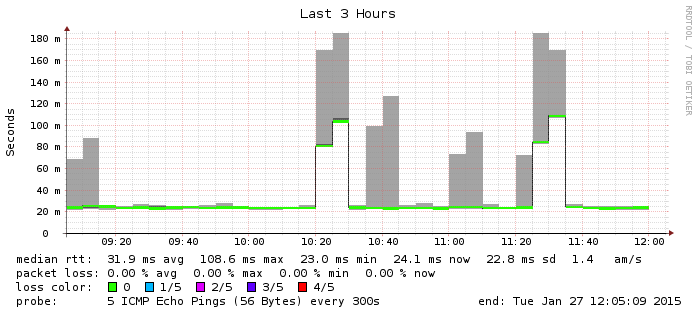 Last 3 Hours
RRDTOOL / TOBI OETIKER
Seconds
180 m
160 m
140 m
120 m
100 m
80 m
60 m
40 m
20 m
0
09:20 09:40 10:00 10:20 10:40 11:00 11:20 11:40 12:00
median rtt: 31.9 ms avg 108.6 ms max 23.0 ms min 24.1 ms now 22.8 ms sd 1.4 am/s
packet loss: 0.00 % avg 0.00 % max 0.00 % min 0.00 % now
loss color: 0 1/5 2/5 3/5 4/5
probe: 5 ICMP Echo Pings (56 Bytes) every 300s end: Tue Jan 27 12:05:09 2015